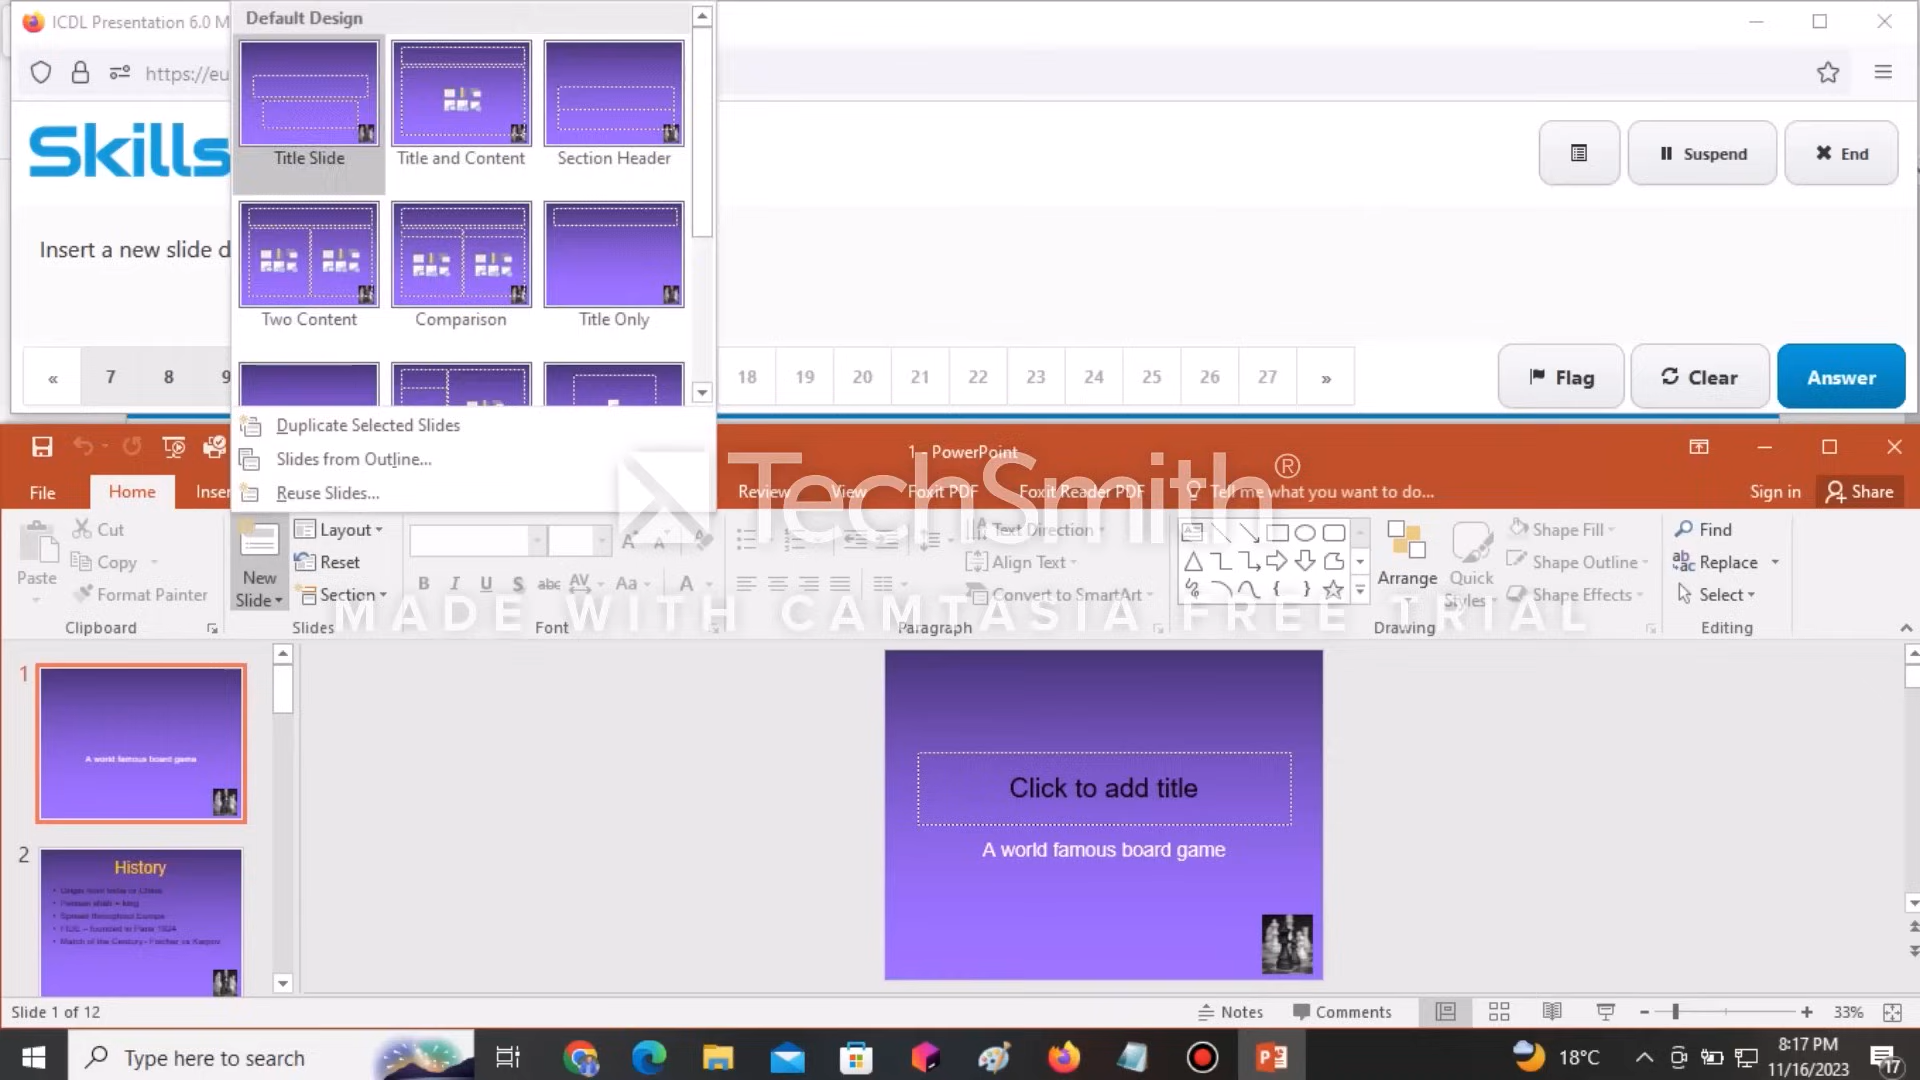 ICDL Presentation 6.0 M
https://eu
Skills
Insert a new slide d
Suspend
End
« 7 8 9 18 19 20 21 22 23 24 25 26 27 »
Flag
Clear
Answer
Default Design
Title Slide
Title and Content
Section Header
Two Content
Comparison
Title Only
Duplicate Selected Slides
Slides from Outline...
Reuse Slides...
1 - PowerPoint
File
Home
Inser
Review
View
Foxit PDF
Foxit Reader PDF
Tell me what you want to do...
Sign in
Share
TechSmith®
MADE WITH CAMTASIA FREE TRIAL
Paste
Cut
Copy
Format Painter
Clipboard
New
Slide
Layout
Reset
Section
Slides
B I U S abc AV Aa A
Font
Text Direction
Align Text
Convert to SmartArt
Paragraph
Arrange
Quick
Styles
Shape Fill
Shape Outline
Shape Effects
Drawing
Find
Replace
Select
Editing
1
A world famous board game
2
History
Spread throughout Europe
Click to add title
A world famous board game
Slide 1 of 12
Notes
Comments
33%
Type here to search
18°C
8:17 PM
11/16/2023
17